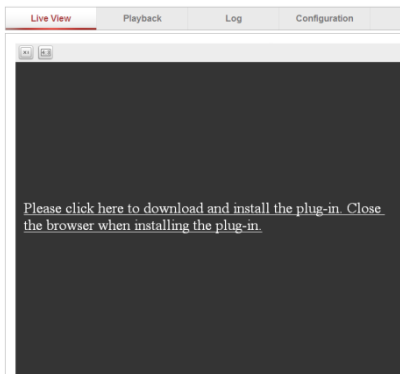 Live View Playback Log Configuration
Please click here to download and install the plug-in. Close
the browser when installing the plug-in.